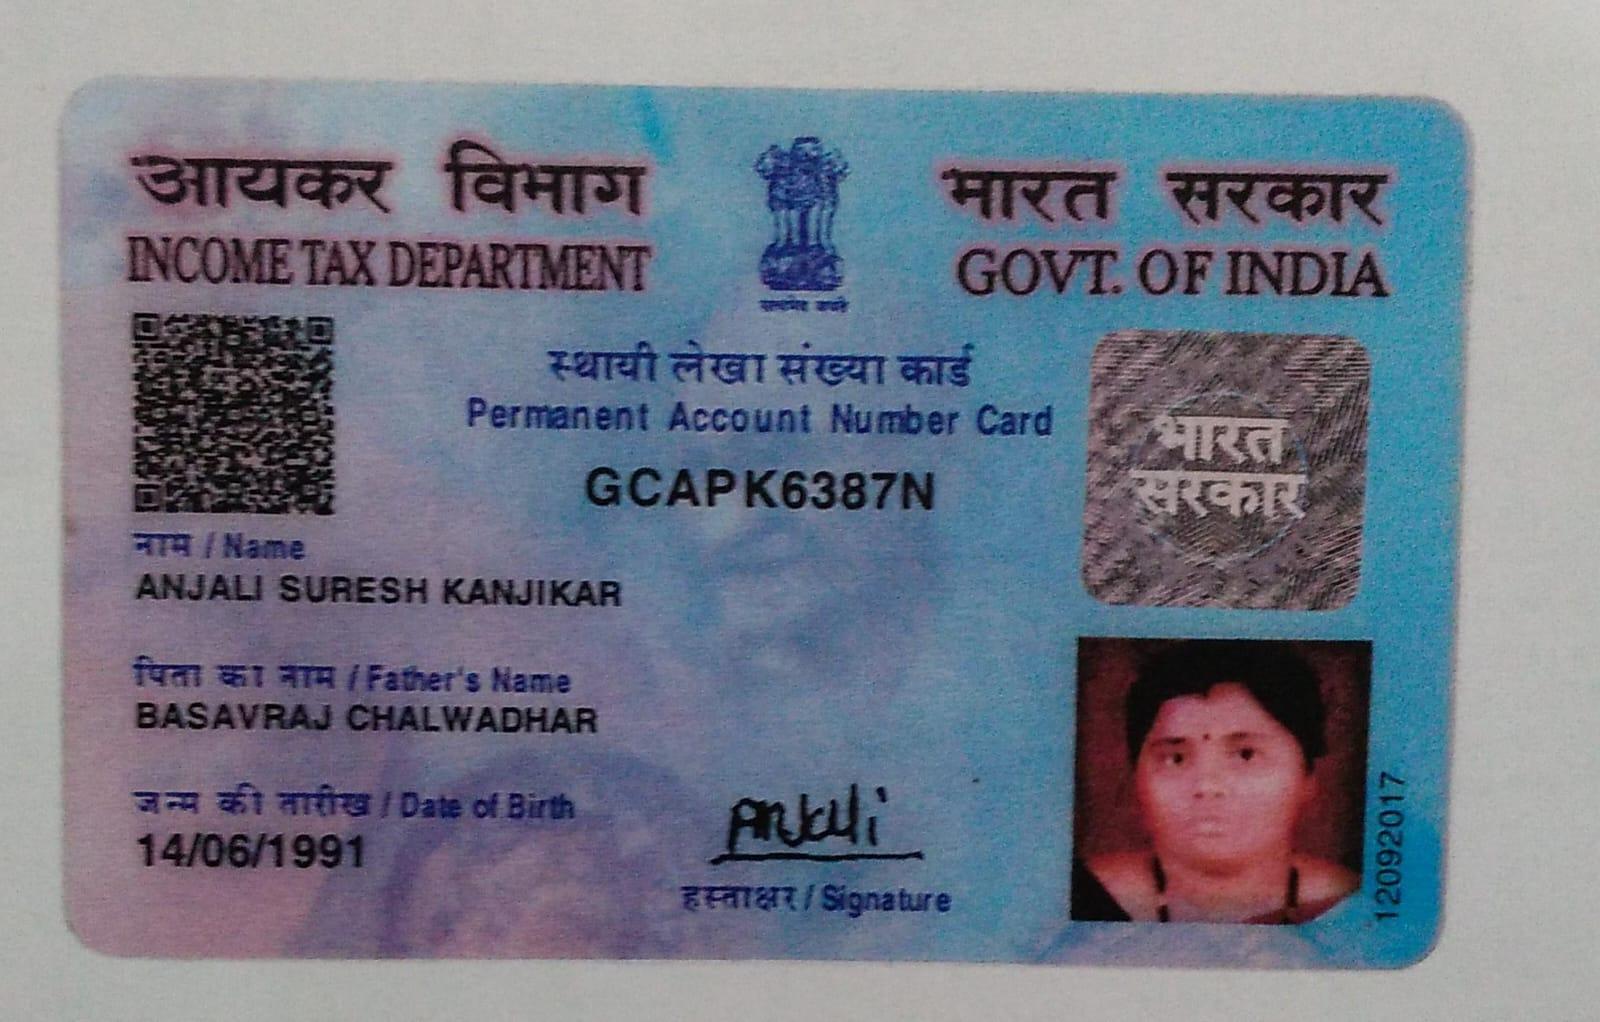 आयकर विभाग
INCOME TAX DEPARTMENT
भारत सरकार
GOVT. OF INDIA
सत्यमेव जयते
स्थायी लेखा संख्या कार्ड
Permanent Account Number Card
GCAPK6387N
भारत
सरकार
नाम / Name
ANJALI SURESH KANJIKAR
पिता का नाम / Father's Name
BASAVRAJ CHALWADHAR
जन्म की तारीख / Date of Birth
14/06/1991
Anjali
हस्ताक्षर / Signature
12092017